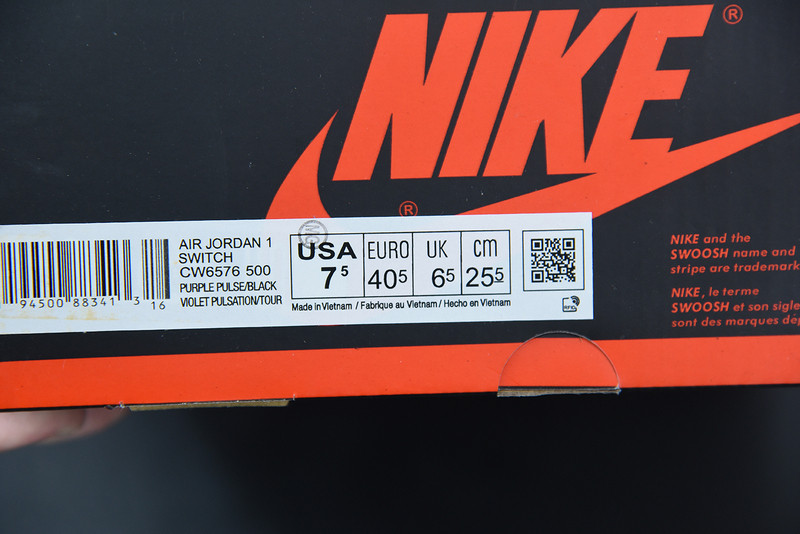 NIKE®
®
AIR JORDAN 1
SWITCH
CW6576 500
PURPLE PULSE/BLACK
VIOLET PULSATION/TOUR
94500 88341 3 16
USA EURO UK cm
7⁵ 40⁵ 6⁵ 25⁵
Made in Vietnam / Fabrique au Vietnam / Hecho en Vietnam
RFID
NIKE and the
SWOOSH name and
stripe are trademark
NIKE, le terme
SWOOSH et son sigle
sont des marques dép